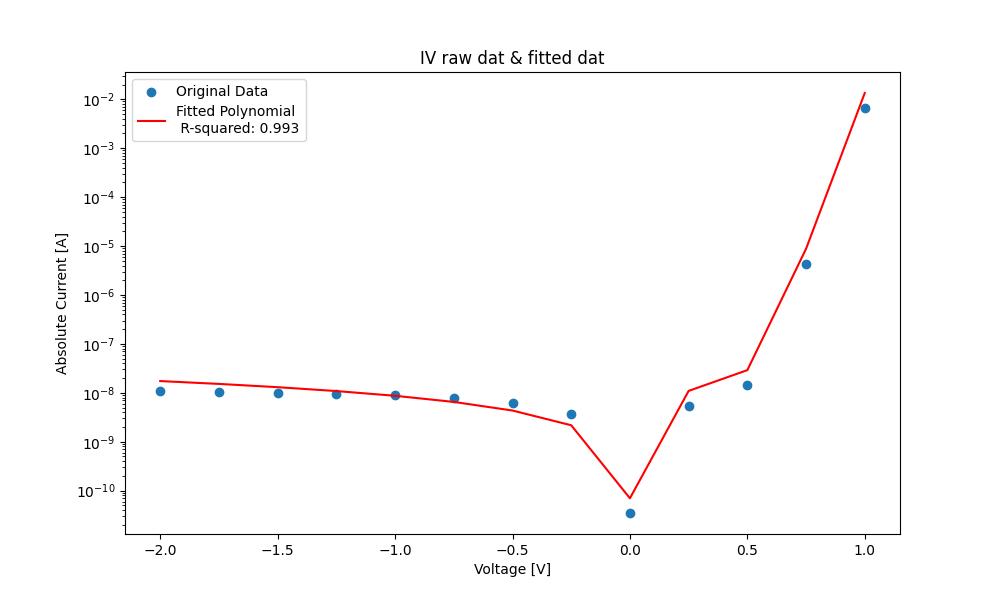 IV raw dat & fitted dat
Original Data
Fitted Polynomial
R-squared: 0.993
Absolute Current [A]
10⁻²
10⁻³
10⁻⁴
10⁻⁵
10⁻⁶
10⁻⁷
10⁻⁸
10⁻⁹
10⁻¹⁰
−2.0 −1.5 −1.0 −0.5 0.0 0.5 1.0
Voltage [V]